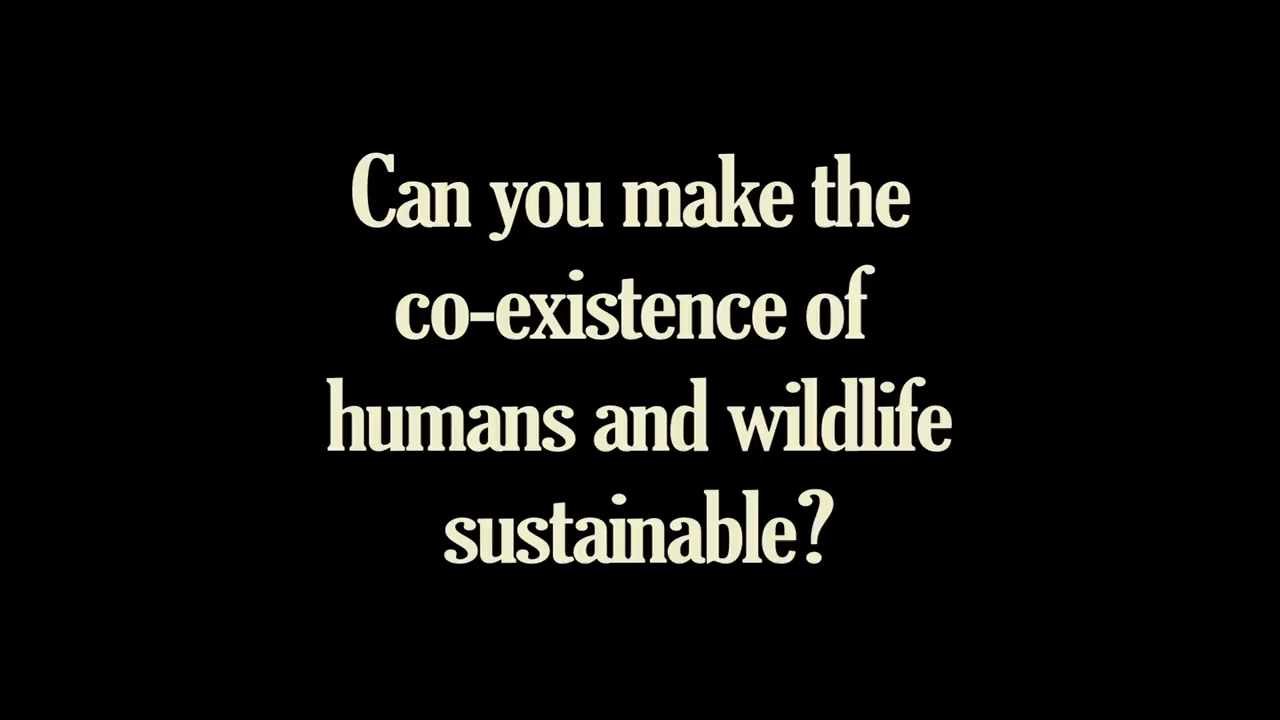 Can you make the
co-existence of
humans and wildlife
sustainable?